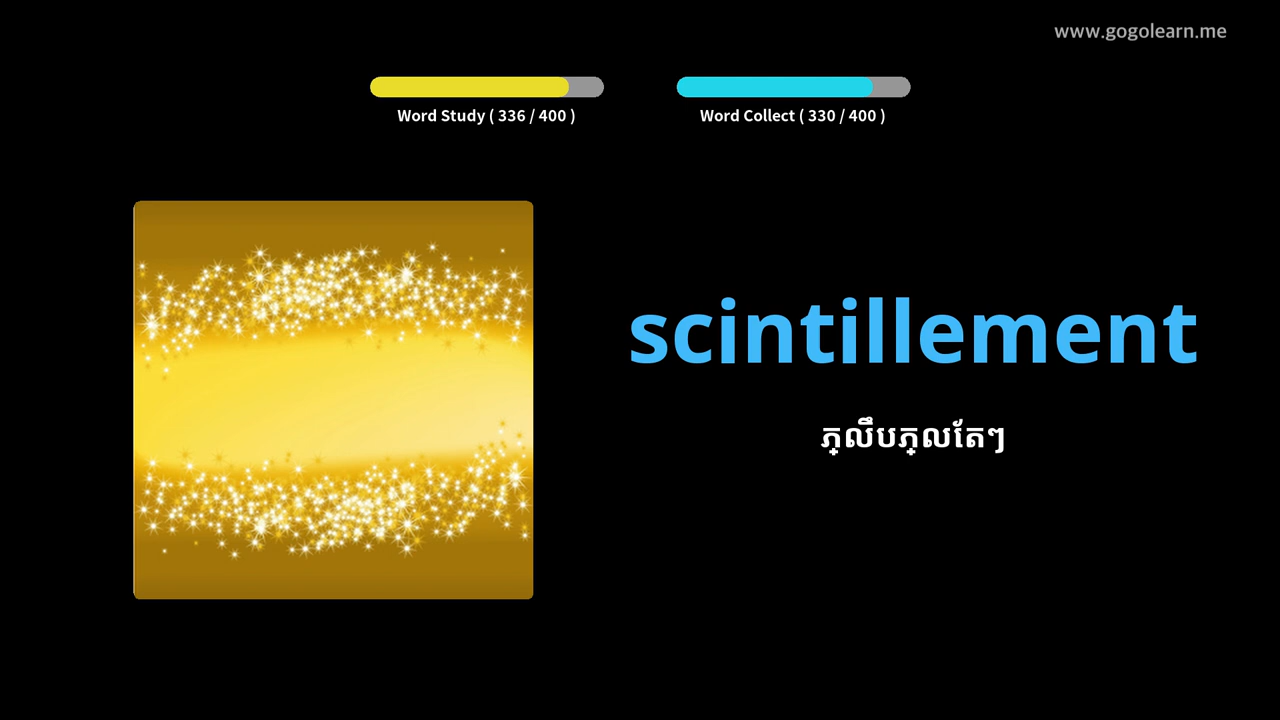 www.gogolearn.me
Word Study ( 336 / 400 )
Word Collect ( 330 / 400 )
scintillement
ភ្លឹបភ្លតែៗ